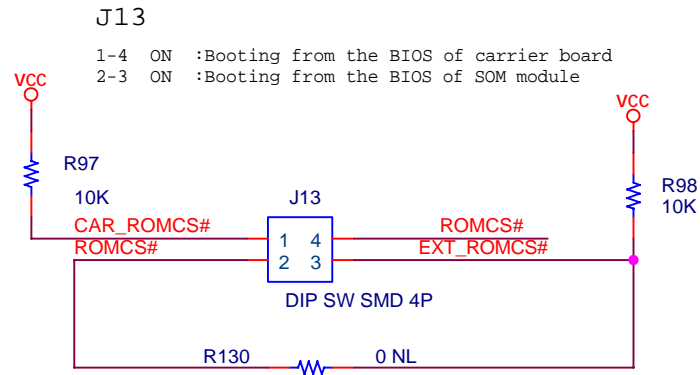 J13
1-4 ON :Booting from the BIOS of carrier board
2-3 ON :Booting from the BIOS of SOM module
VCC
VCC
R97
10K
R98
10K
J13
CAR_ROMCS#
ROMCS#
ROMCS#
EXT_ROMCS#
1 4
2 3
DIP SW SMD 4P
R130
0 NL